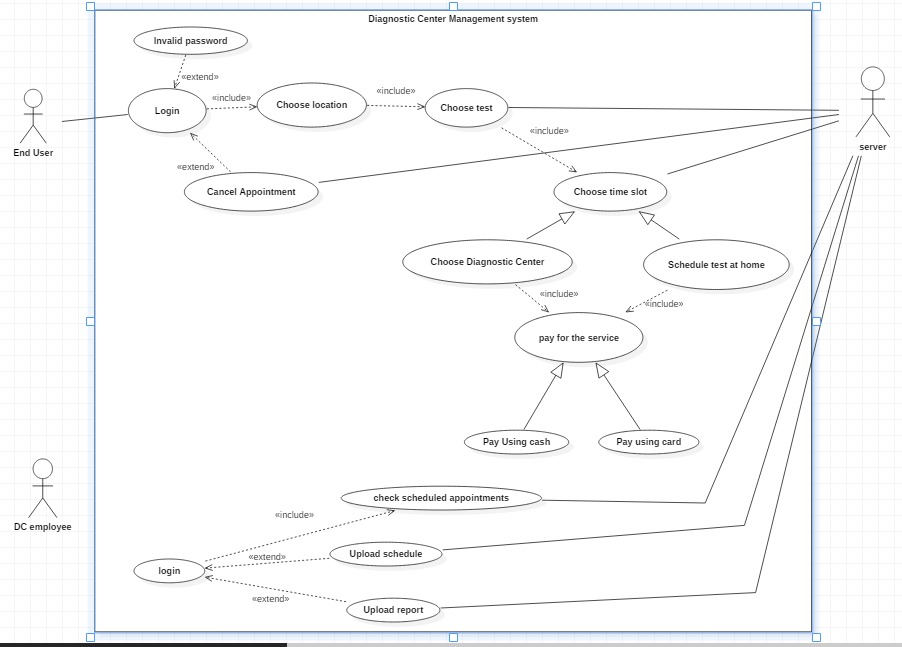 Diagnostic Center Management system
Invalid password
«extend»
Login
«include»
Choose location
«include»
Choose test
End User
server
«include»
«extend»
Cancel Appointment
Choose time slot
Choose Diagnostic Center
Schedule test at home
«include»
«include»
pay for the service
Pay Using cash
Pay using card
DC employee
check scheduled appointments
«include»
Upload schedule
«extend»
login
«extend»
Upload report